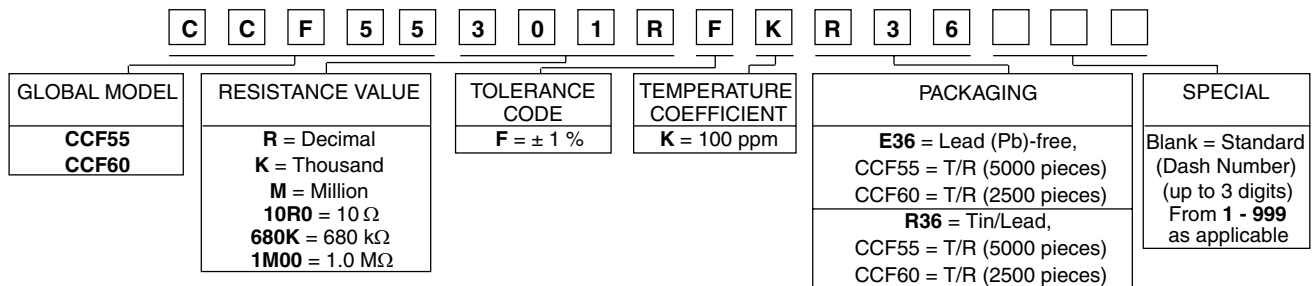 C C F 5 5 3 0 1 R F K R 3 6
GLOBAL MODEL
CCF55
CCF60
RESISTANCE VALUE
R = Decimal
K = Thousand
M = Million
10R0 = 10 Ω
680K = 680 kΩ
1M00 = 1.0 MΩ
TOLERANCE
CODE
F = ± 1 %
TEMPERATURE
COEFFICIENT
K = 100 ppm
PACKAGING
E36 = Lead (Pb)-free,
CCF55 = T/R (5000 pieces)
CCF60 = T/R (2500 pieces)
R36 = Tin/Lead,
CCF55 = T/R (5000 pieces)
CCF60 = T/R (2500 pieces)
SPECIAL
Blank = Standard
(Dash Number)
(up to 3 digits)
From 1 - 999
as applicable